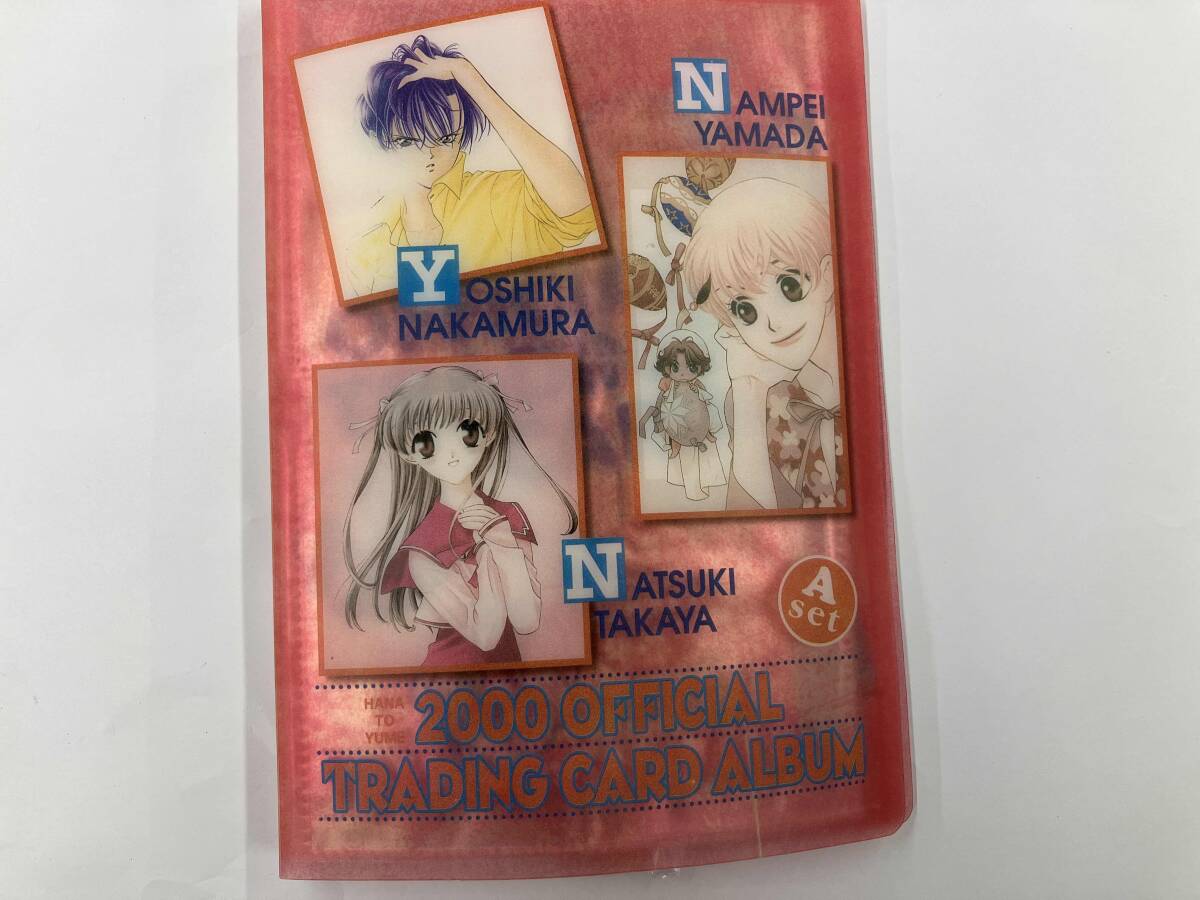 NAMPEI
YAMADA
YOSHIKI
NAKAMURA
NATSUKI
TAKAYA
A
set
HANA
TO
YUME
2000 OFFICIAL
TRADING CARD ALBUM